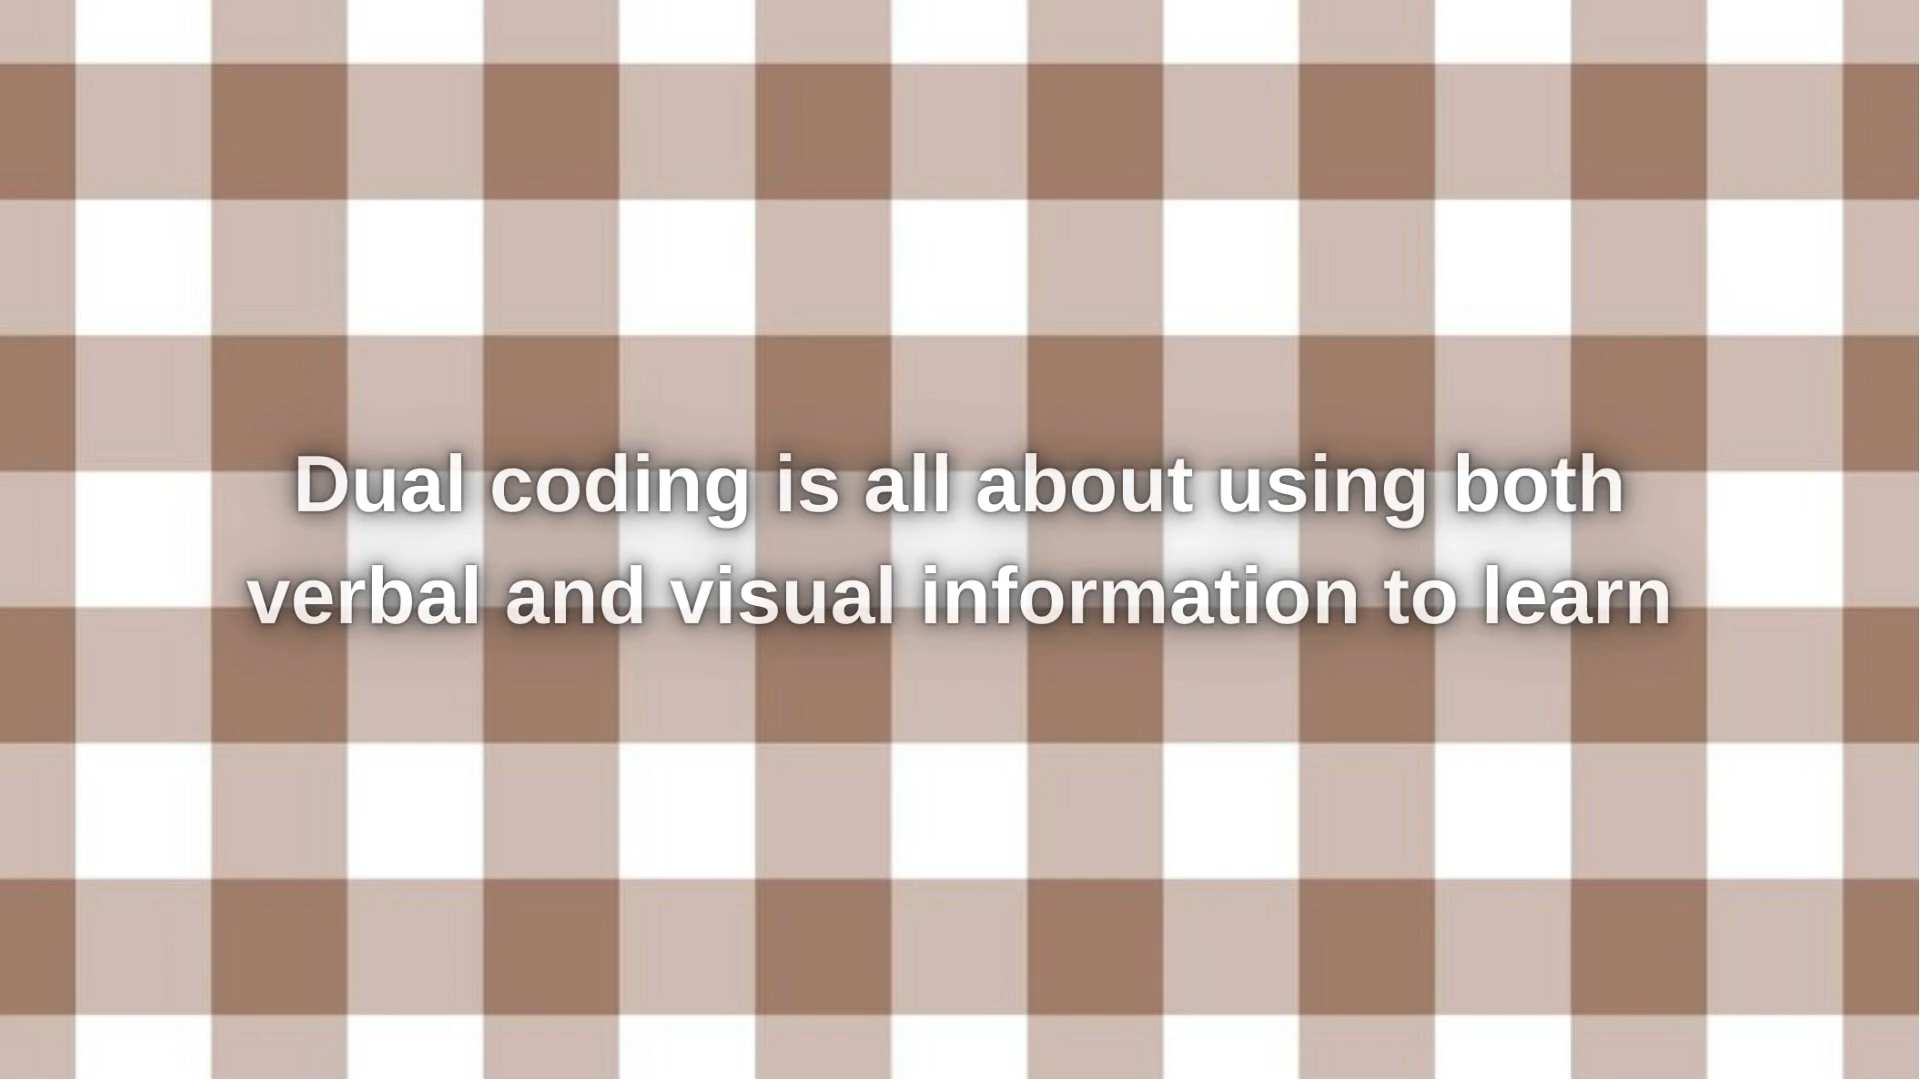 Dual coding is all about using both
verbal and visual information to learn